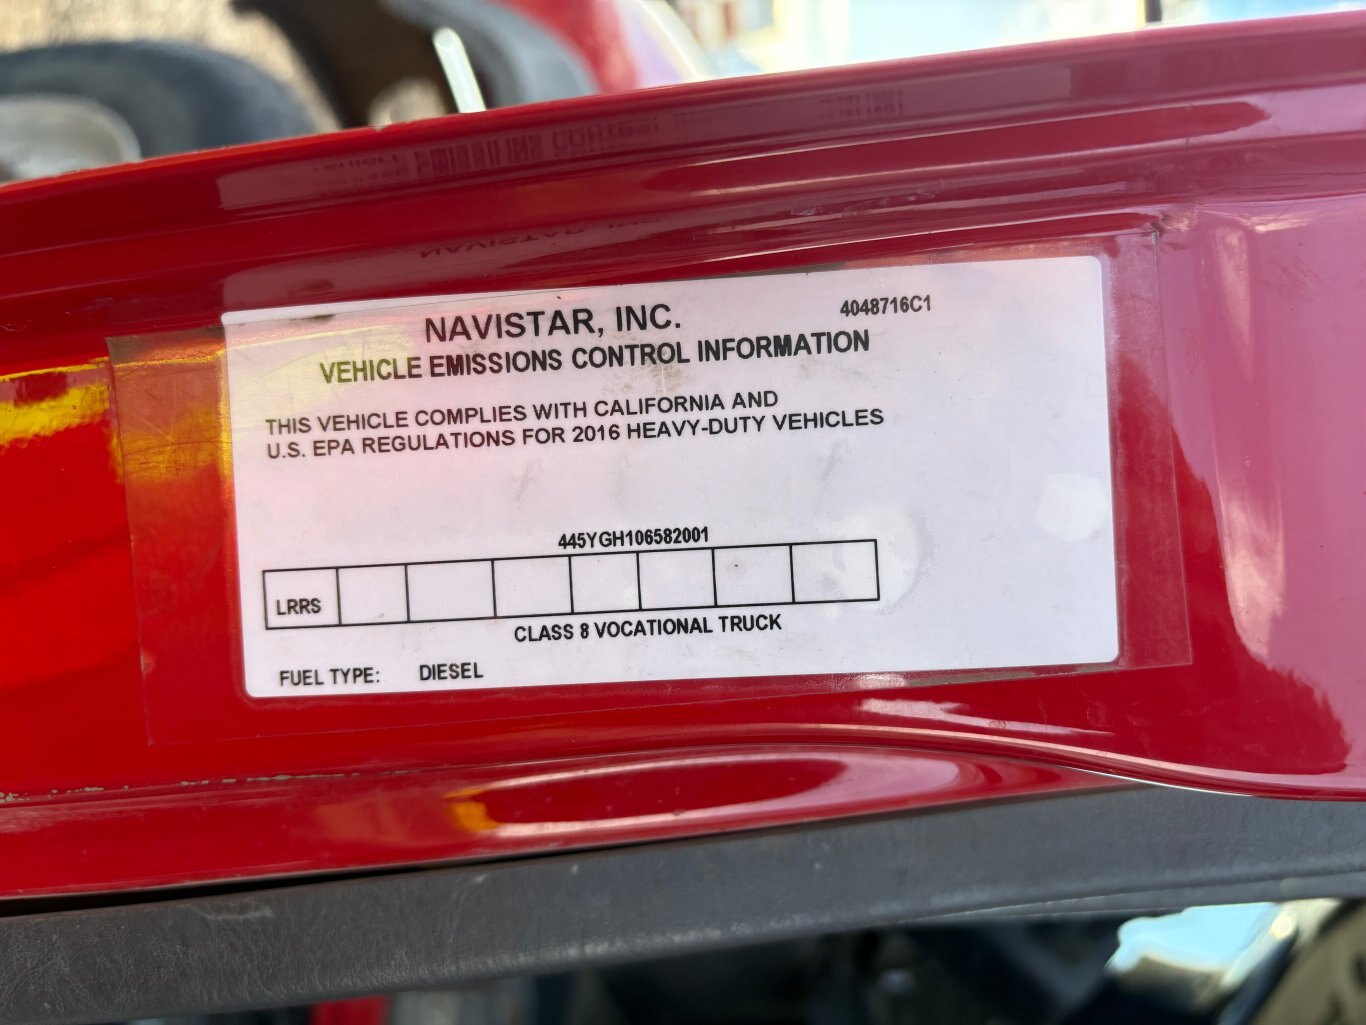 NAVISTAR, INC.
4048716C1
VEHICLE EMISSIONS CONTROL INFORMATION
THIS VEHICLE COMPLIES WITH CALIFORNIA AND
U.S. EPA REGULATIONS FOR 2016 HEAVY-DUTY VEHICLES
445YGH106582001
LRRS
CLASS 8 VOCATIONAL TRUCK
FUEL TYPE: DIESEL